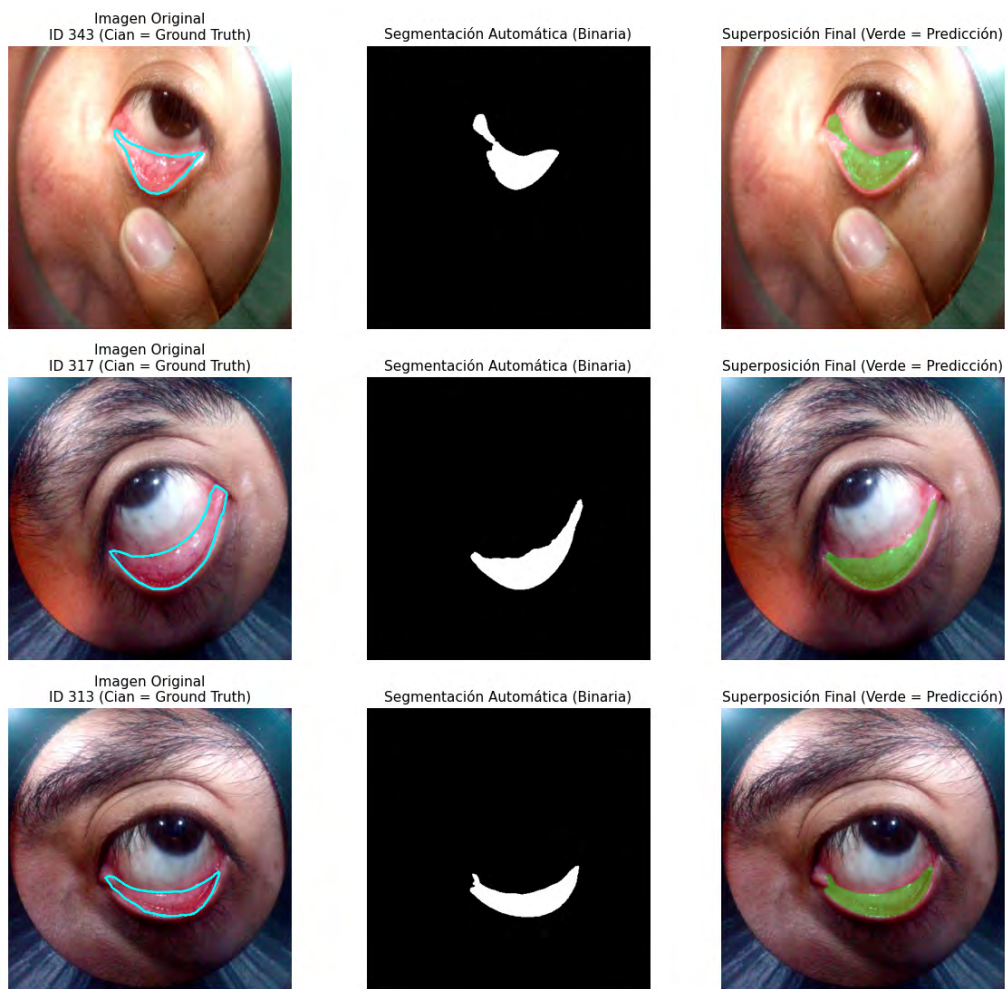 Imagen Original
ID 343 (Cian = Ground Truth)
Segmentación Automática (Binaria)
Superposición Final (Verde = Predicción)
Imagen Original
ID 317 (Cian = Ground Truth)
Segmentación Automática (Binaria)
Superposición Final (Verde = Predicción)
Imagen Original
ID 313 (Cian = Ground Truth)
Segmentación Automática (Binaria)
Superposición Final (Verde = Predicción)